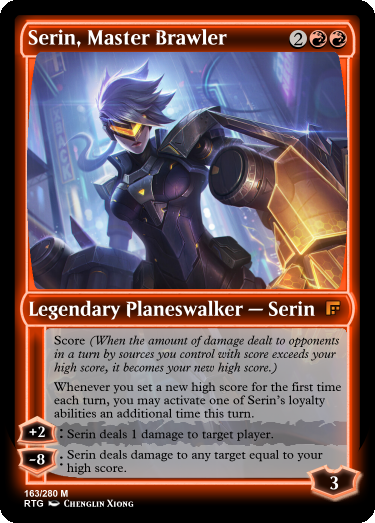 Serin, Master Brawler 2
Legendary Planeswalker — Serin
Score (When the amount of damage dealt to opponents
in a turn by sources you control with score exceeds your
high score, it becomes your new high score.)
Whenever you set a new high score for the first time
each turn, you may activate one of Serin's loyalty
abilities an additional time this turn.
+2 : Serin deals 1 damage to target player.
-8 : Serin deals damage to any target equal to your
high score.
3
163/280 M
RTG Chenglin Xiong